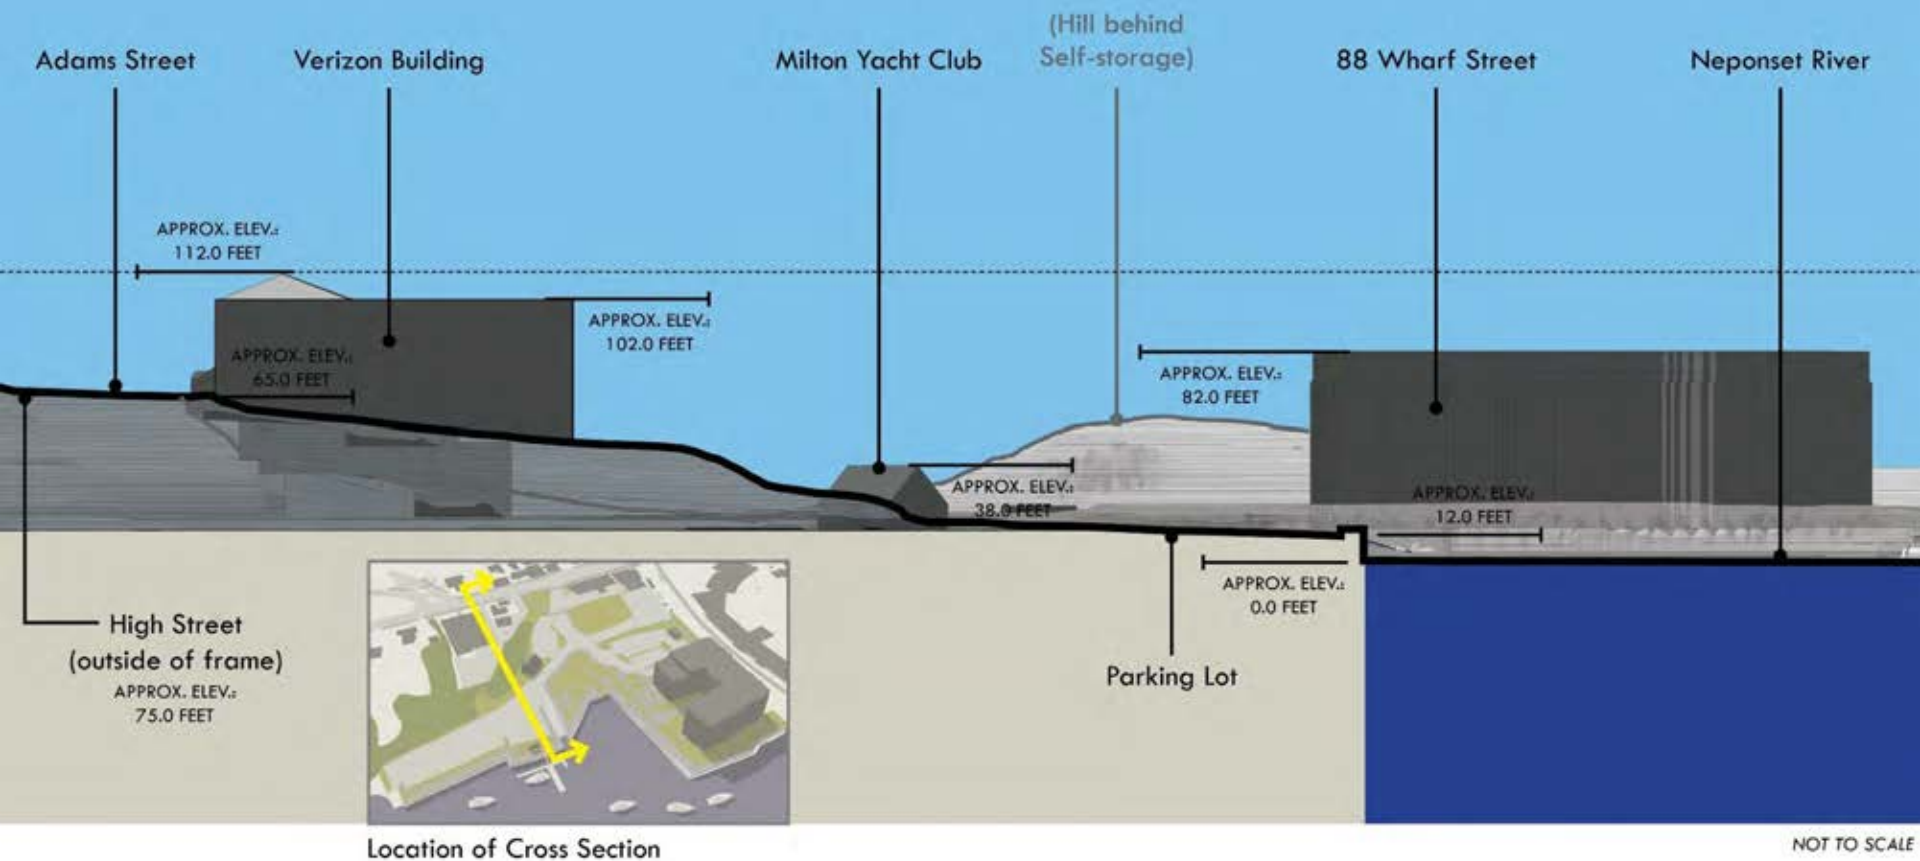 (Hill behind
Self-storage)
Adams Street
Verizon Building
Milton Yacht Club
88 Wharf Street
Neponset River
APPROX. ELEV.:
112.0 FEET
APPROX. ELEV.:
102.0 FEET
APPROX. ELEV.:
65.0 FEET
APPROX. ELEV.:
82.0 FEET
APPROX. ELEV.:
38.0 FEET
APPROX. ELEV.:
12.0 FEET
APPROX. ELEV.:
0.0 FEET
High Street
(outside of frame)
APPROX. ELEV.:
75.0 FEET
Parking Lot
Location of Cross Section
NOT TO SCALE